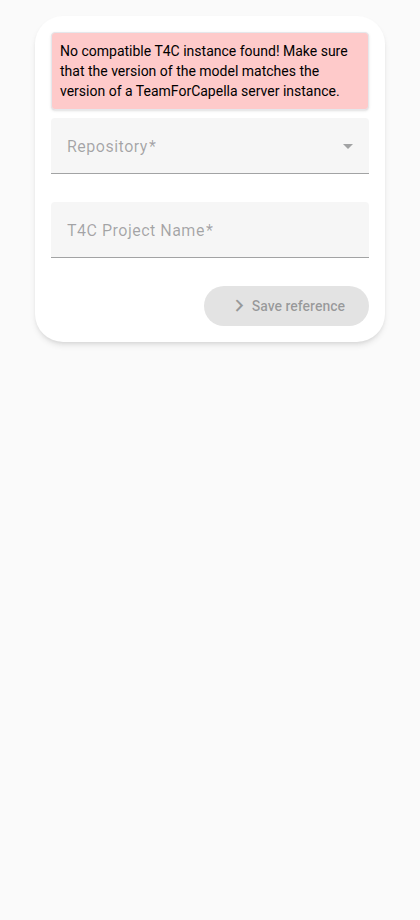 No compatible T4C instance found! Make sure
that the version of the model matches the
version of a TeamForCapella server instance.
Repository*
T4C Project Name*
Save reference